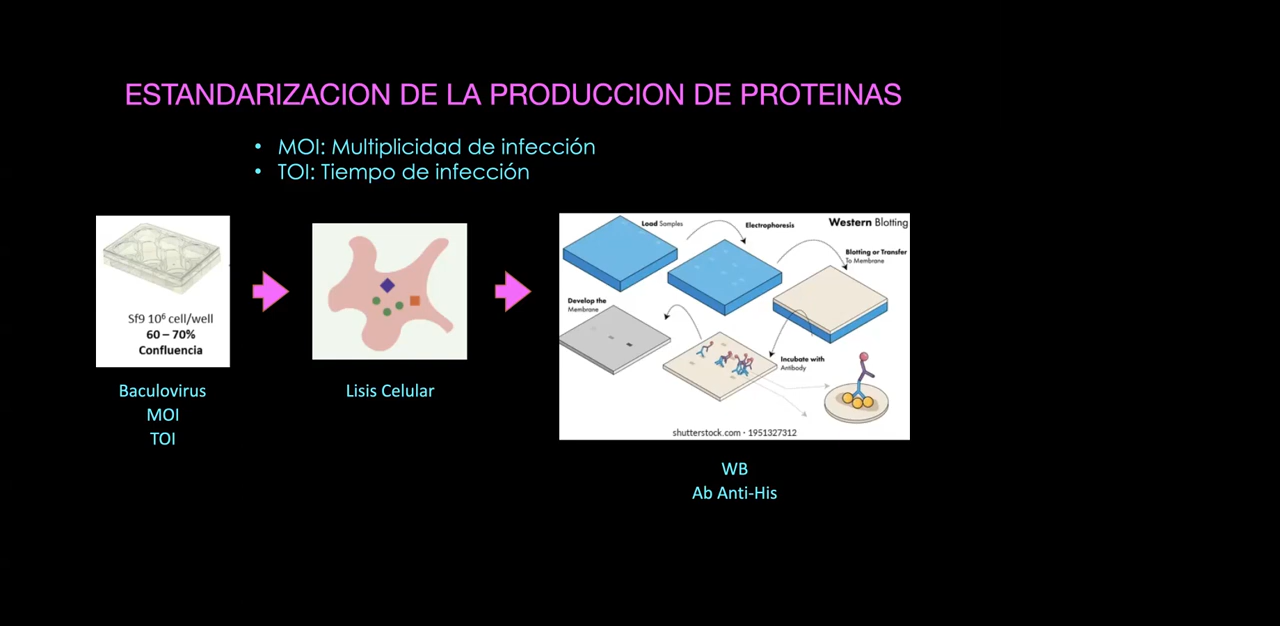 ESTANDARIZACION DE LA PRODUCCION DE PROTEINAS
• MOI: Multiplicidad de infección
• TOI: Tiempo de infección
Sf9 10⁶ cell/well
60 – 70%
Confluencia
Baculovirus
MOI
TOI
Lisis Celular
Western Blotting
Load Samples
Electrophoresis
Blotting or Transfer
To Membrane
Incubate with
Antibody
Develop the
Membrane
shutterstock.com · 1951327312
WB
Ab Anti-His